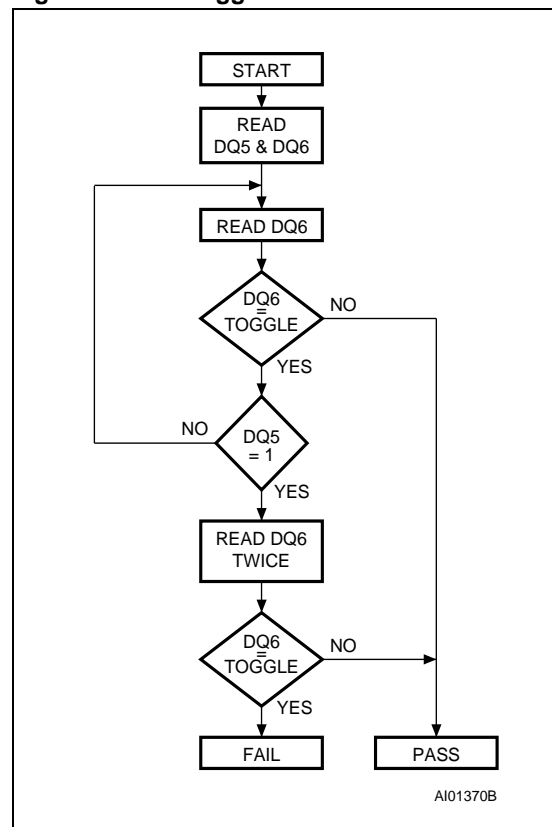 START
READ
DQ5 & DQ6
READ DQ6
DQ6
=
TOGGLE
NO
YES
NO
DQ5
= 1
YES
READ DQ6
TWICE
DQ6
=
TOGGLE
NO
YES
FAIL
PASS
AI01370B